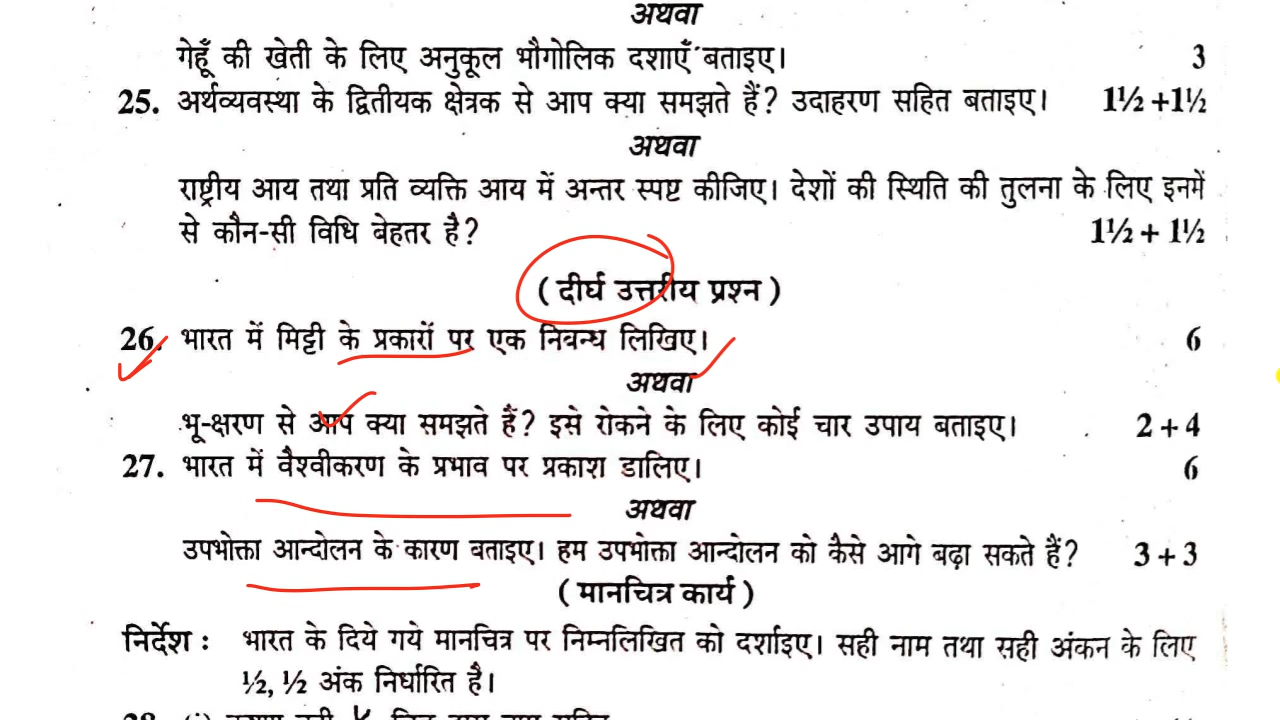 अथवा
गेहूँ की खेती के लिए अनुकूल भौगोलिक दशाएँ बताइए। 3
25. अर्थव्यवस्था के द्वितीयक क्षेत्रक से आप क्या समझते हैं? उदाहरण सहित बताइए। 1½ +1½
अथवा
राष्ट्रीय आय तथा प्रति व्यक्ति आय में अन्तर स्पष्ट कीजिए। देशों की स्थिति की तुलना के लिए इनमें
से कौन-सी विधि बेहतर है? 1½ + 1½
( दीर्घ उत्तरीय प्रश्न )
26. भारत में मिट्टी के प्रकारों पर एक निबन्ध लिखिए। 6
अथवा
भू-क्षरण से आप क्या समझते हैं? इसे रोकने के लिए कोई चार उपाय बताइए। 2 + 4
27. भारत में वैश्वीकरण के प्रभाव पर प्रकाश डालिए। 6
अथवा
उपभोक्ता आन्दोलन के कारण बताइए। हम उपभोक्ता आन्दोलन को कैसे आगे बढ़ा सकते हैं? 3 + 3
( मानचित्र कार्य )
निर्देश : भारत के दिये गये मानचित्र पर निम्नलिखित को दर्शाइए। सही नाम तथा सही अंकन के लिए
½, ½ अंक निर्धारित है।
28. (i)